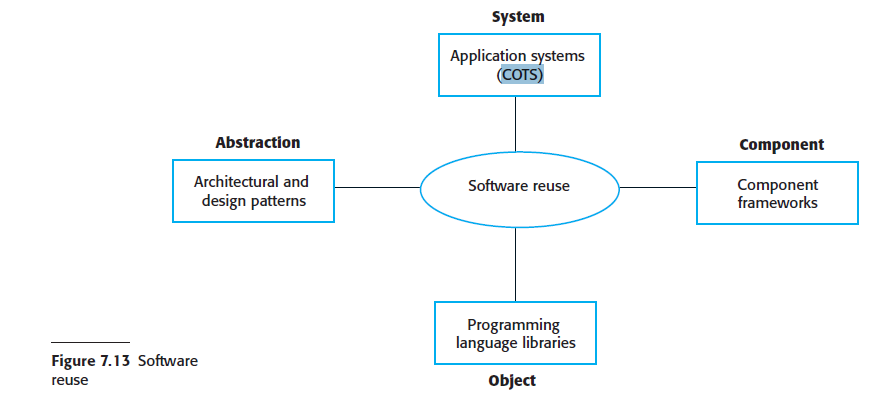 System
Application systems
(COTS)
Abstraction
Architectural and
design patterns
Software reuse
Component
Component
frameworks
Programming
language libraries
Object
Figure 7.13 Software
reuse